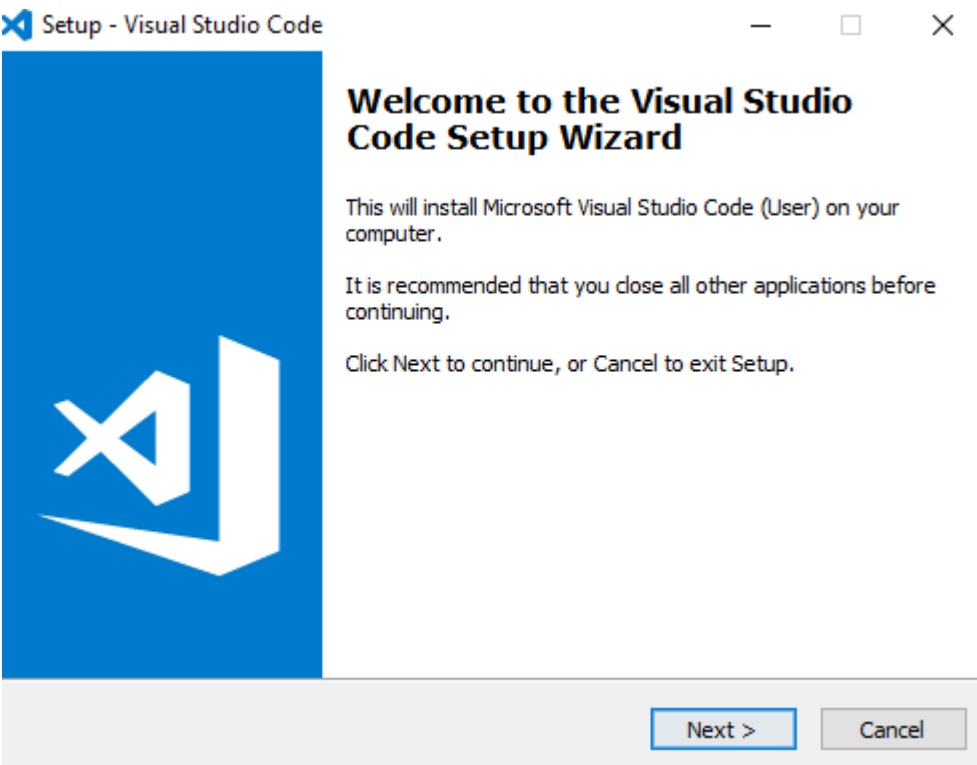 Setup - Visual Studio Code
Welcome to the Visual Studio
Code Setup Wizard
This will install Microsoft Visual Studio Code (User) on your
computer.
It is recommended that you close all other applications before
continuing.
Click Next to continue, or Cancel to exit Setup.
Next >
Cancel